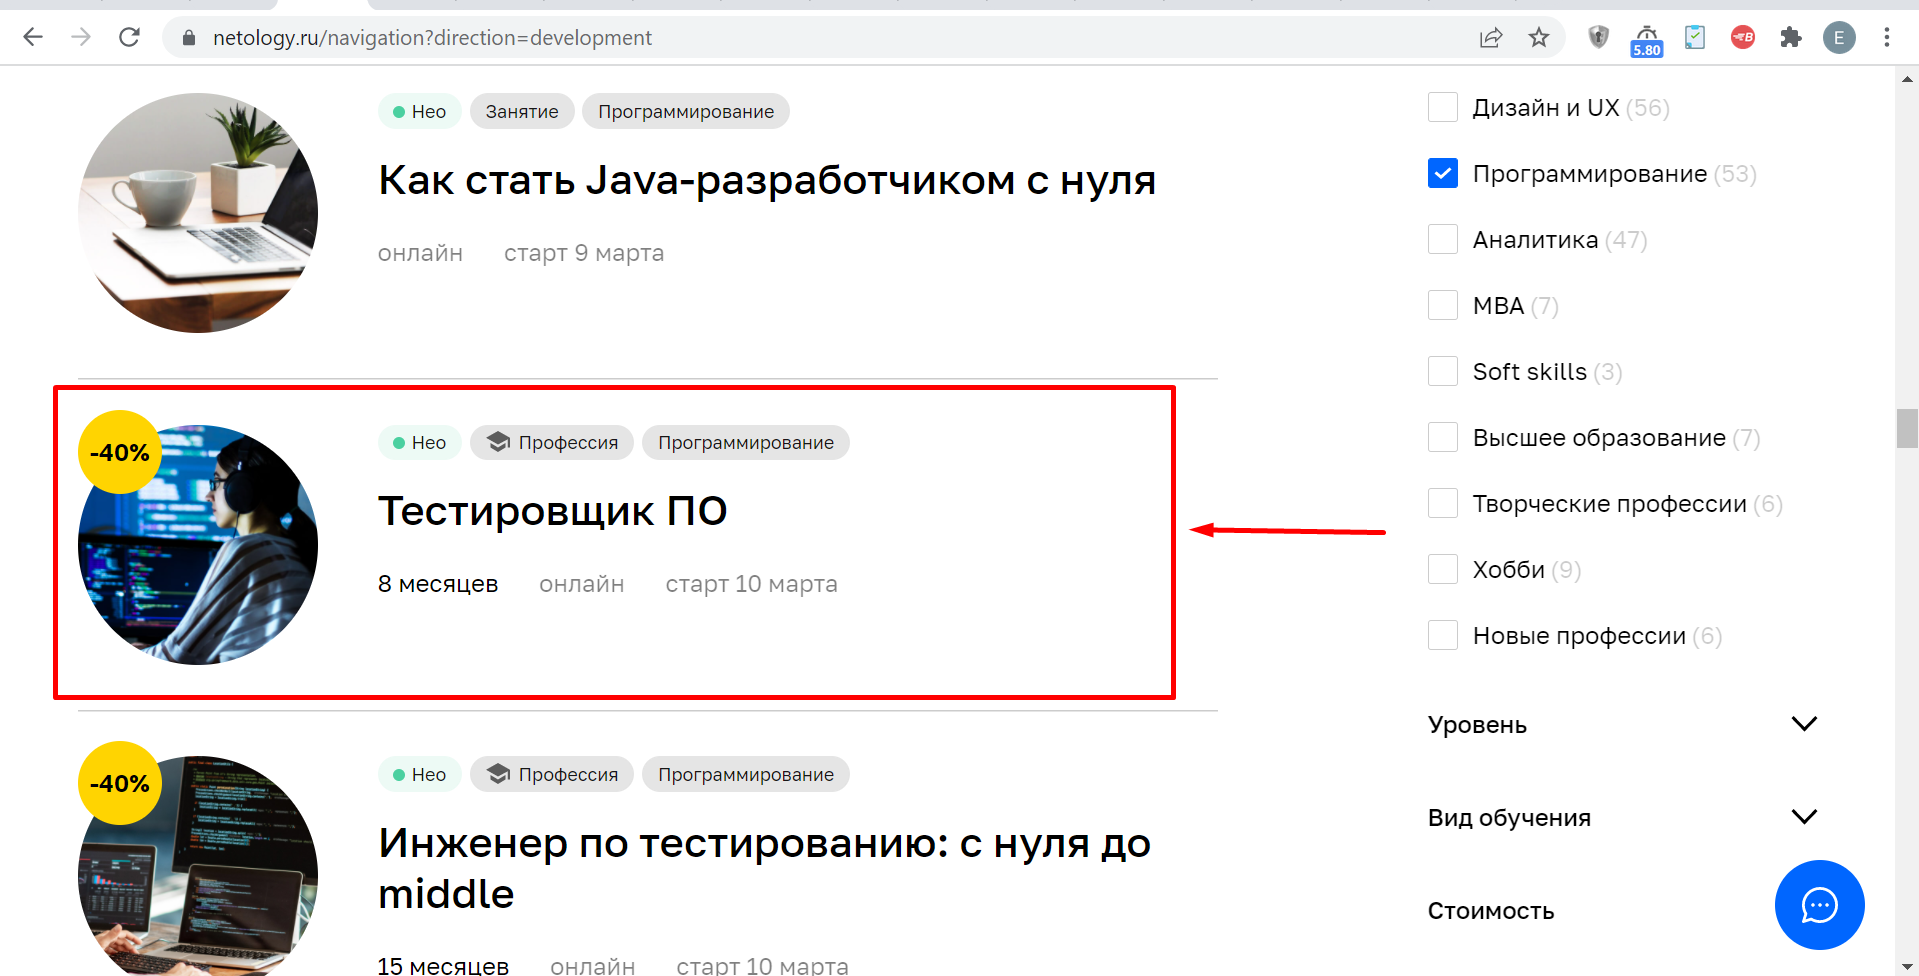 netology.ru/navigation?direction=development
5.80
B
E
Нео Занятие Программирование
Как стать Java-разработчиком с нуля
онлайн старт 9 марта
-40%
Нео Профессия Программирование
Тестировщик ПО
8 месяцев онлайн старт 10 марта
-40%
Нео Профессия Программирование
Инженер по тестированию: с нуля до
middle
15 месяцев онлайн старт 10 марта
Дизайн и UX (56)
Программирование (53)
Аналитика (47)
MBA (7)
Soft skills (3)
Высшее образование (7)
Творческие профессии (6)
Хобби (9)
Новые профессии (6)
Уровень
Вид обучения
Стоимость